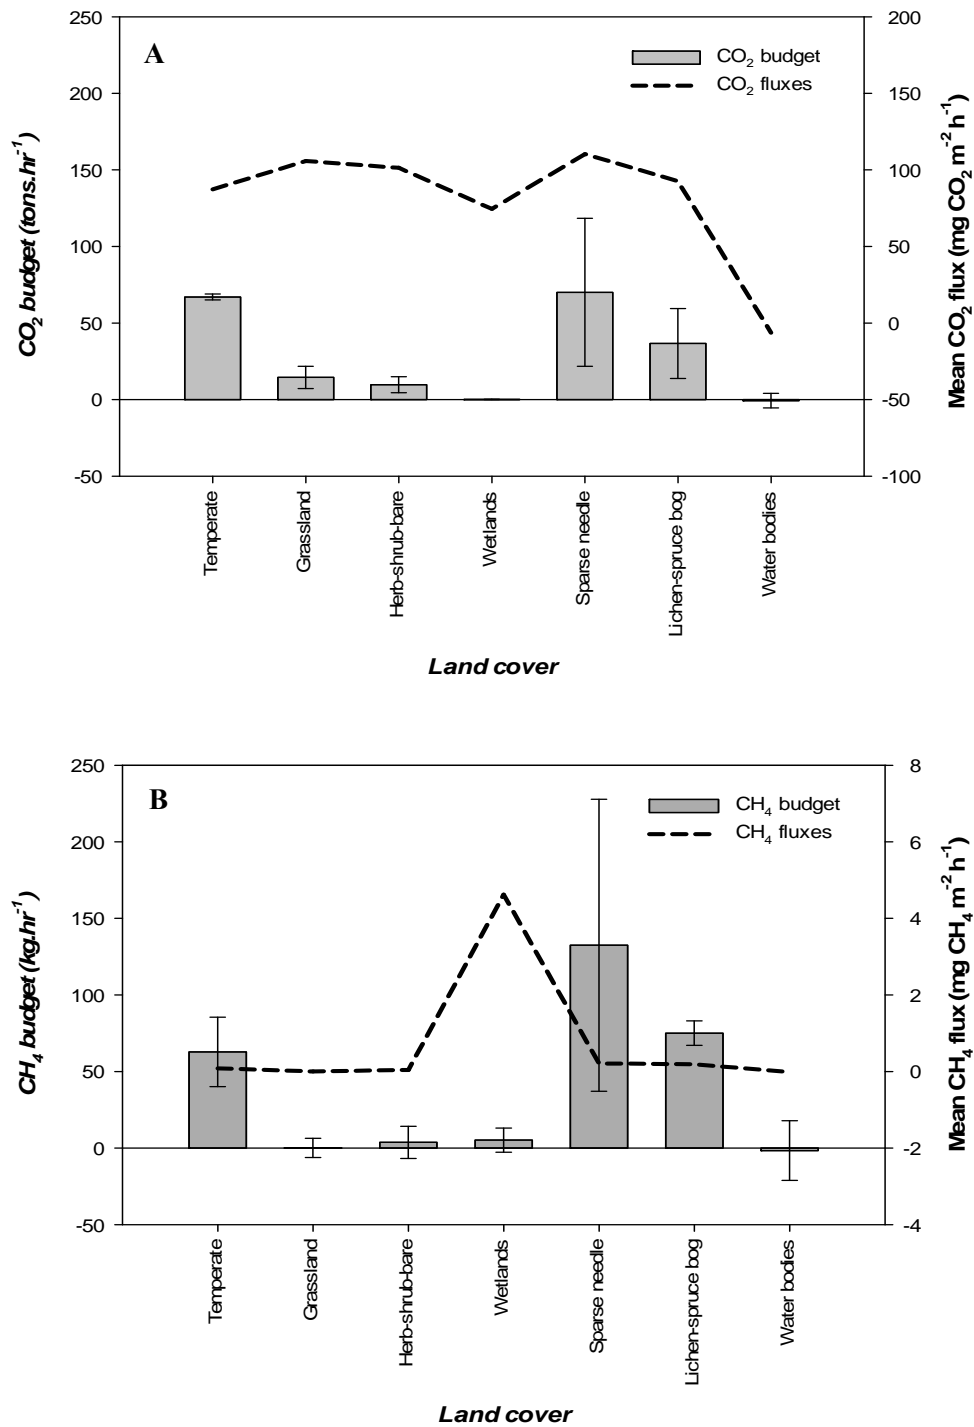 A
CO2 budget
CO2 fluxes
250
200
150
100
50
0
-50
200
150
100
50
0
-50
-100
CO2 budget (tons.hr-1)
Mean CO2 flux (mg CO2 m-2 h-1)
Temperate
Grassland
Herb-shrub-bare
Wetlands
Sparse needle
Lichen-spruce bog
Water bodies
Land cover
B
CH4 budget
CH4 fluxes
250
200
150
100
50
0
-50
8
6
4
2
0
-2
-4
CH4 budget (kg.hr-1)
Mean CH4 flux (mg CH4 m-2 h-1)
Temperate
Grassland
Herb-shrub-bare
Wetlands
Sparse needle
Lichen-spruce bog
Water bodies
Land cover